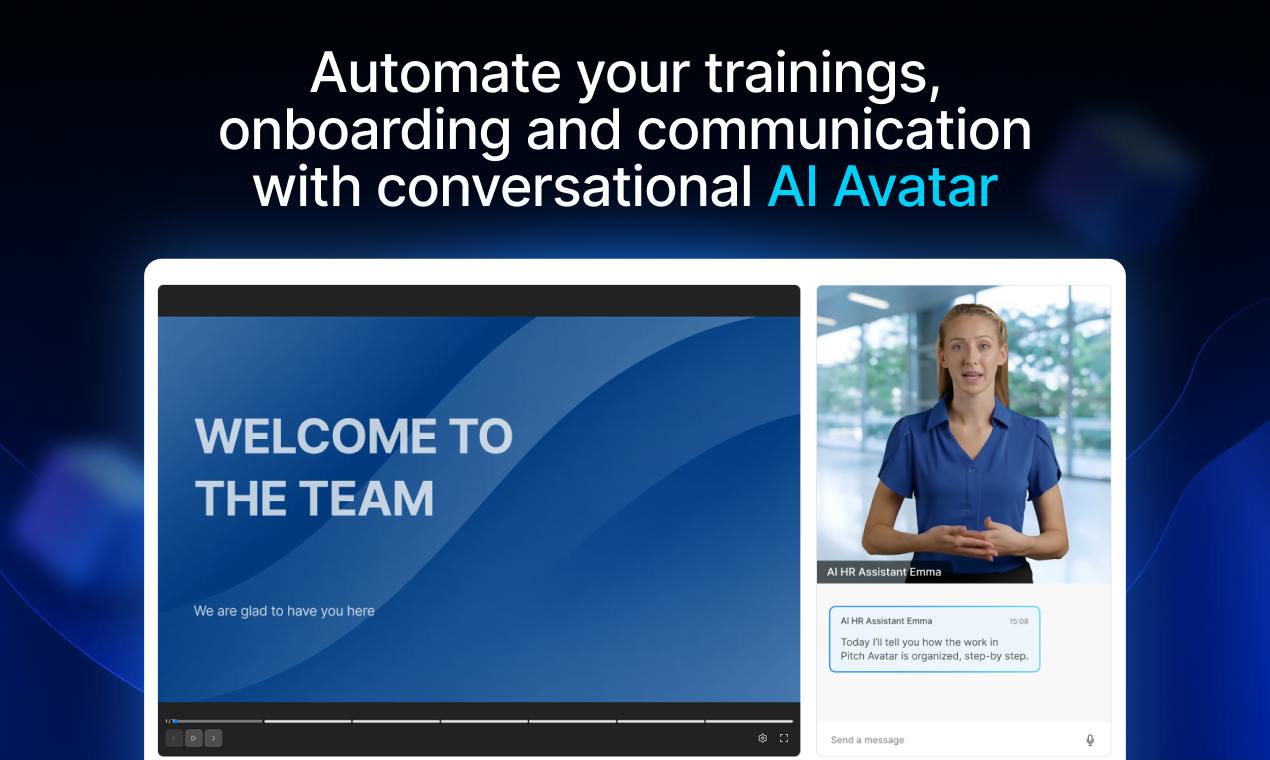 Automate your trainings,
onboarding and communication
with conversational AI Avatar
WELCOME TO
THE TEAM
We are glad to have you here
AI HR Assistant Emma
AI HR Assistant Emma 15:08
Today I'll tell you how the work in
Pitch Avatar is organized, step-by step.
Send a message